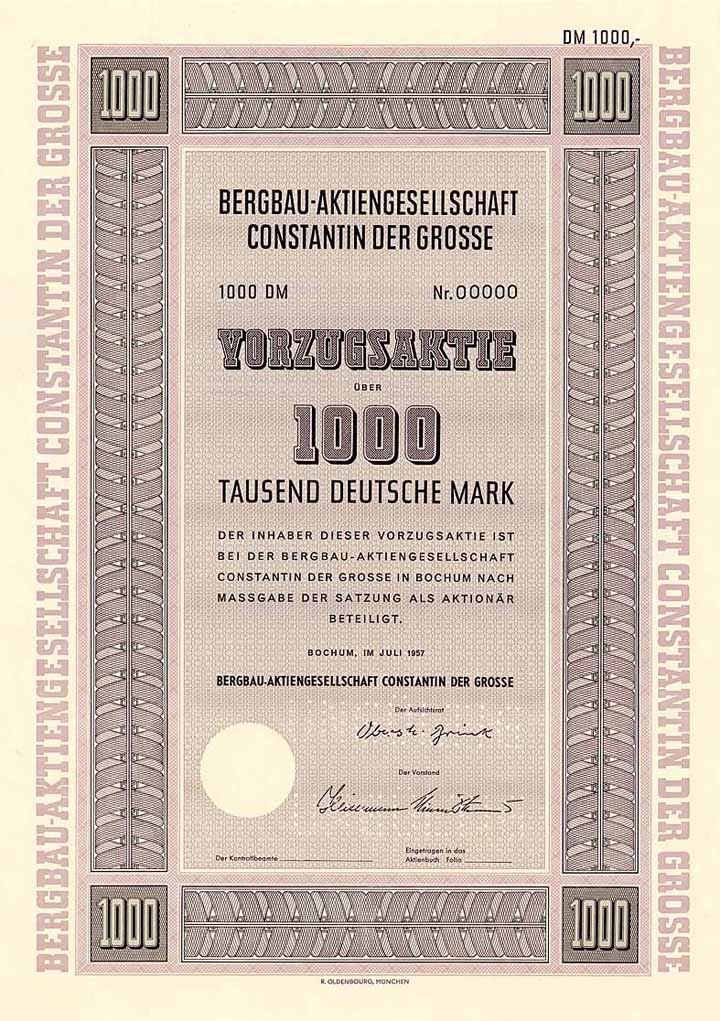 DM 1000,-
1000
1000
BERGBAU-AKTIENGESELLSCHAFT CONSTANTIN DER GROSSE
BERGBAU-AKTIENGESELLSCHAFT CONSTANTIN DER GROSSE
BERGBAU-AKTIENGESELLSCHAFT
CONSTANTIN DER GROSSE
1000 DM Nr. 00000
VORZUGSAKTIE
ÜBER
1000
TAUSEND DEUTSCHE MARK
DER INHABER DIESER VORZUGSAKTIE IST
BEI DER BERGBAU-AKTIENGESELLSCHAFT
CONSTANTIN DER GROSSE IN BOCHUM NACH
MASSGABE DER SATZUNG ALS AKTIONÄR
BETEILIGT.
BOCHUM, IM JULI 1957
BERGBAU-AKTIENGESELLSCHAFT CONSTANTIN DER GROSSE
Der Aufsichtsrat
Der Vorstand
Der Kontrollbeamte
Eingetragen in das
Aktienbuch Folio
1000
1000
R. OLDENBOURG, MÜNCHEN